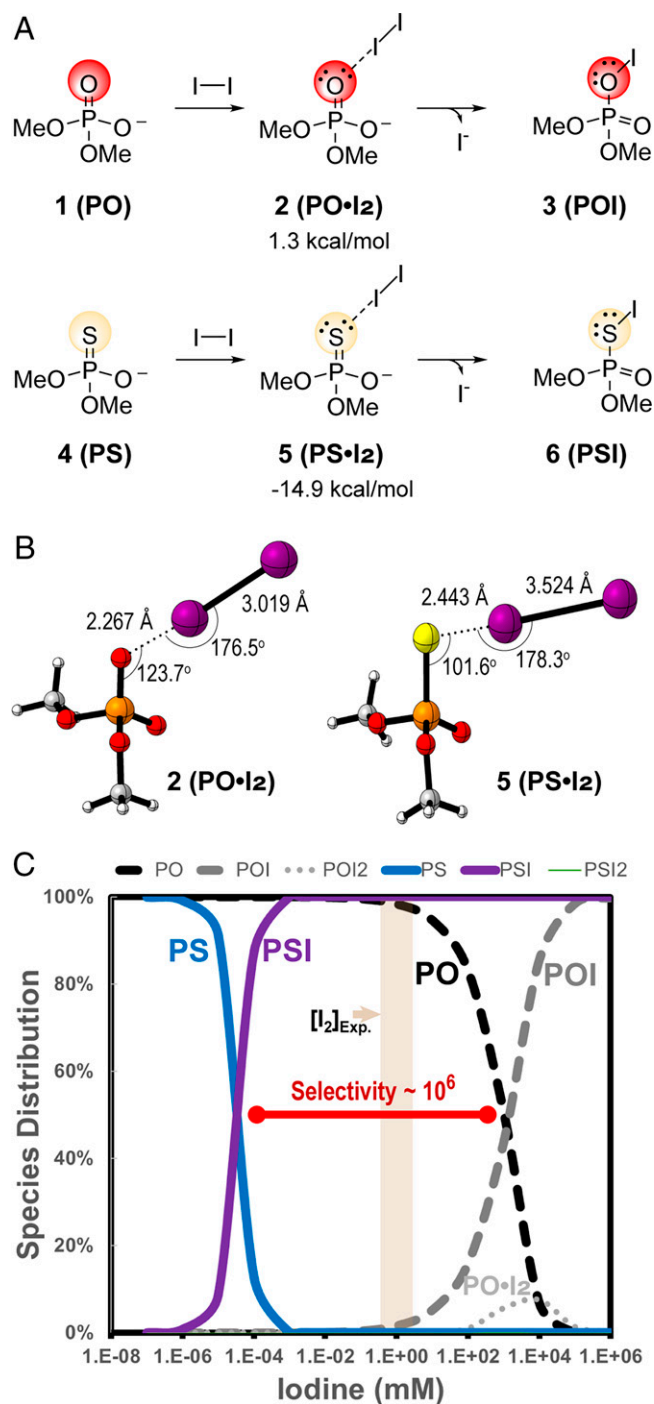 A
I—I
I—I
O
O
I
O
MeO P O−
OMe
MeO P O−
OMe
I−
MeO P O
OMe
1 (PO)
2 (PO•I2)
3 (POI)
1.3 kcal/mol
I—I
I—I
S
S
I
S
MeO P O−
OMe
MeO P O−
OMe
I−
MeO P O
OMe
4 (PS)
5 (PS•I2)
6 (PSI)
-14.9 kcal/mol
B
2.267 Å
3.019 Å
176.5o
123.7o
2 (PO•I2)
2.443 Å
3.524 Å
101.6o
178.3o
5 (PS•I2)
C
PO POI POI2 PS PSI PSI2
100%
80%
60%
40%
20%
0%
Species Distribution
PS
PSI
PO
POI
[I2]Exp.
Selectivity ~ 10⁶
PO•I2
1.E-08 1.E-06 1.E-04 1.E-02 1.E+00 1.E+02 1.E+04 1.E+06
Iodine (mM)